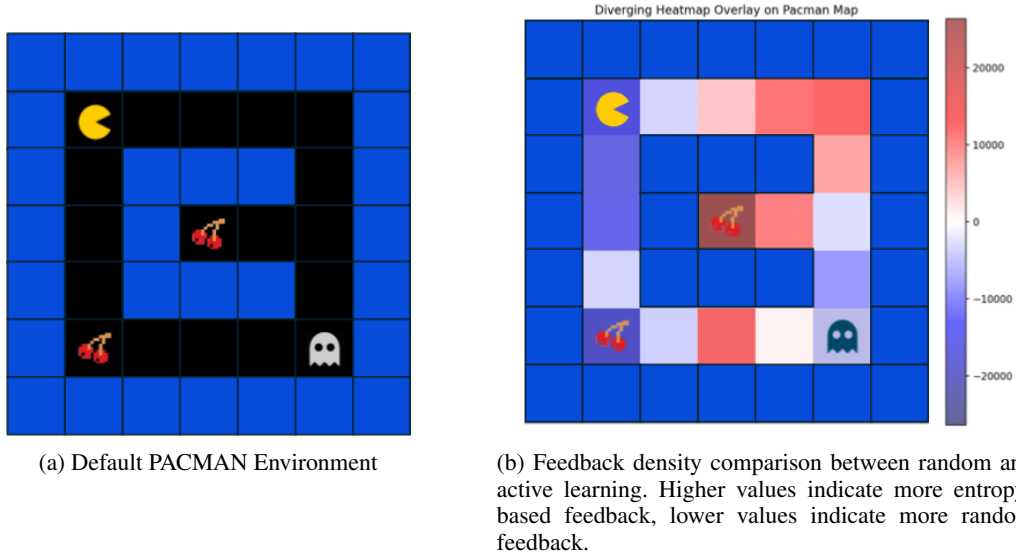 Diverging Heatmap Overlay on Pacman Map
20000
10000
0
−10000
−20000
(a) Default PACMAN Environment
(b) Feedback density comparison between random an
active learning. Higher values indicate more entropy
based feedback, lower values indicate more rando
feedback.